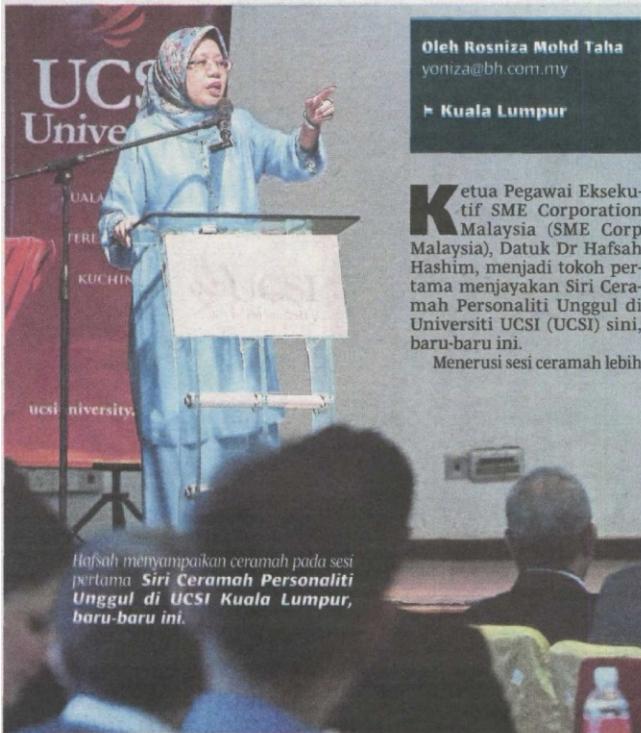 UCS
Unive
UALA
TERE
KUCHIN
ucsi niversity.
Oleh Rosniza Mohd Taha
yoniza@bh.com.my
Kuala Lumpur
Ketua Pegawai Ekseku-
tif SME Corporation
Malaysia (SME Corp
Malaysia), Datuk Dr Hafsah
Hashim, menjadi tokoh per-
tama menjayakan Siri Cera-
mah Personaliti Unggul di
Universiti UCSI (UCSI) sini,
baru-baru ini.
Menerusi sesi ceramah lebih
Hafsah menyampaikan ceramah pada sesi
pertama Siri Ceramah Personaliti
Unggul di UCSI Kuala Lumpur,
baru-baru ini.